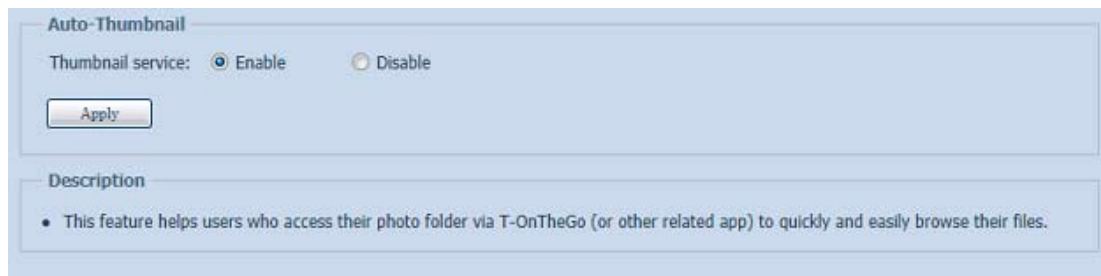 Auto-Thumbnail
Thumbnail service: Enable Disable
Apply
Description
• This feature helps users who access their photo folder via T-OnTheGo (or other related app) to quickly and easily browse their files.